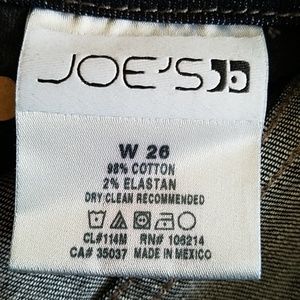 JOE'S
W 26
98% COTTON
2% ELASTAN
DRY CLEAN RECOMMENDED
CL#114M RN# 106214
CA# 35037 MADE IN MEXICO